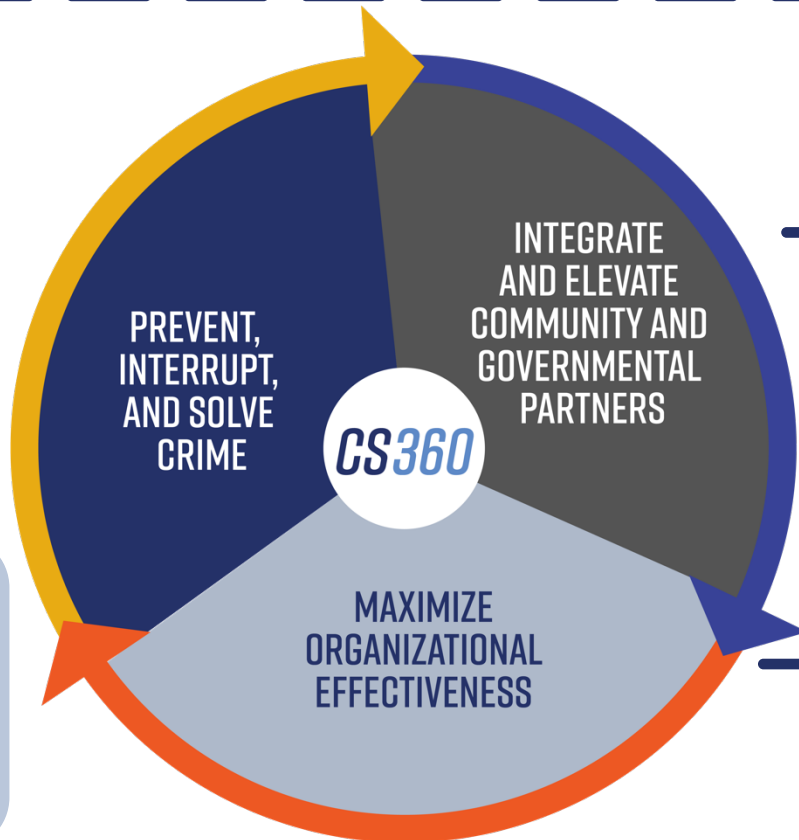 PREVENT,
INTERRUPT,
AND SOLVE
CRIME
INTEGRATE
AND ELEVATE
COMMUNITY AND
GOVERNMENTAL
PARTNERS
CS360
MAXIMIZE
ORGANIZATIONAL
EFFECTIVENESS